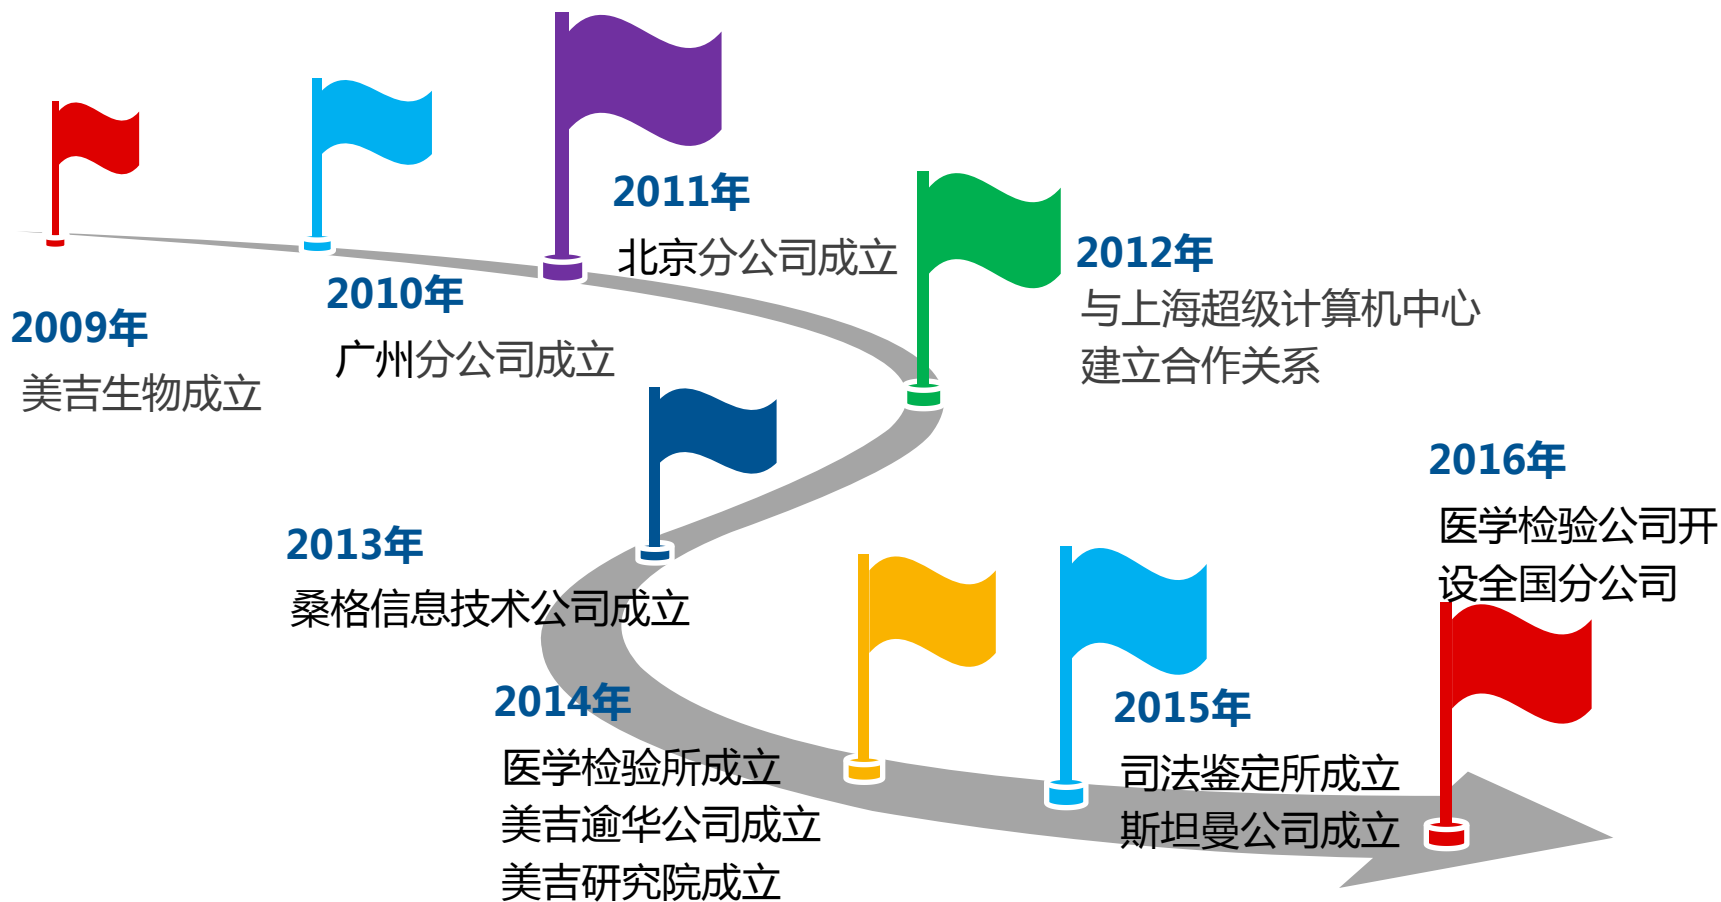 2009年
美吉生物成立
2010年
广州分公司成立
2011年
北京分公司成立
2012年
与上海超级计算机中心
建立合作关系
2013年
桑格信息技术公司成立
2014年
医学检验所成立
美吉逾华公司成立
美吉研究院成立
2015年
司法鉴定所成立
斯坦曼公司成立
2016年
医学检验公司开
设全国分公司